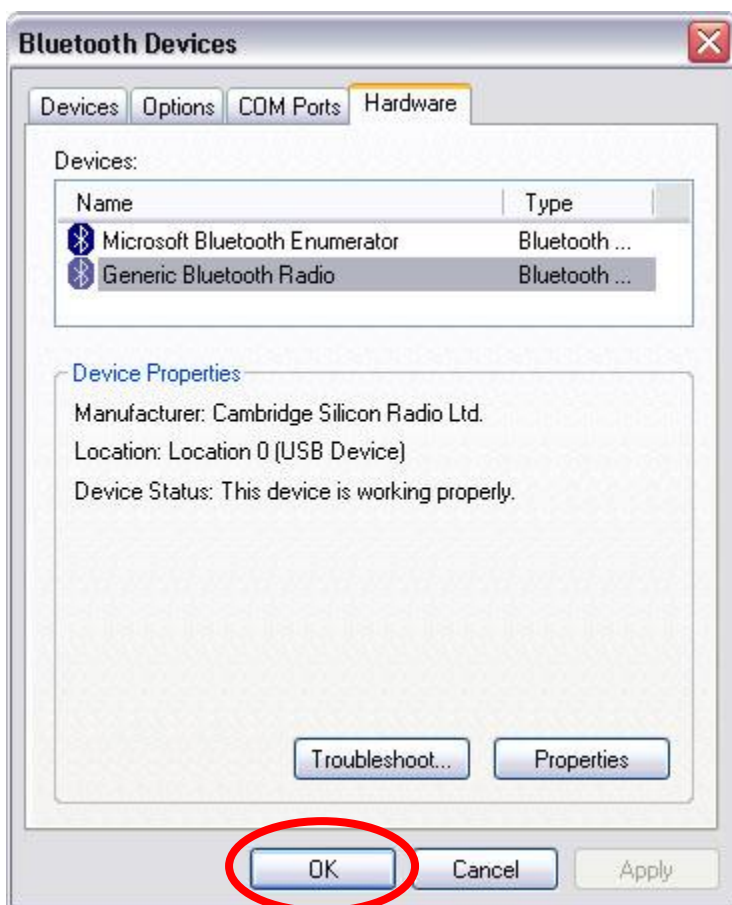 Bluetooth Devices
Devices Options COM Ports Hardware
Devices:
Name Type
Microsoft Bluetooth Enumerator Bluetooth ...
Generic Bluetooth Radio Bluetooth ...
Device Properties
Manufacturer: Cambridge Silicon Radio Ltd.
Location: Location 0 (USB Device)
Device Status: This device is working properly.
Troubleshoot... Properties
OK Cancel Apply